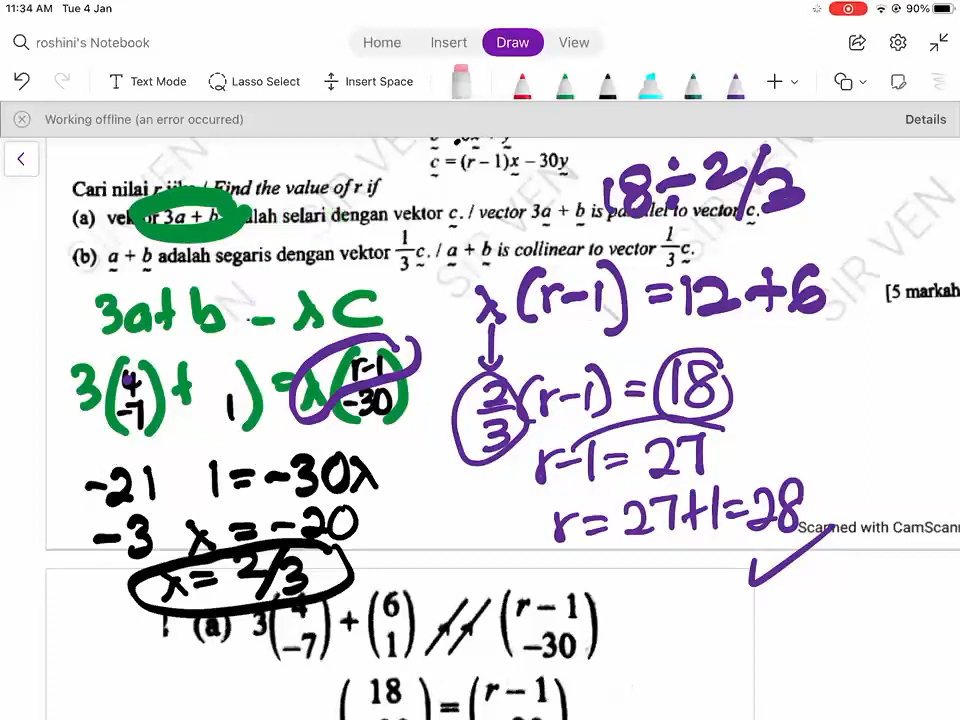 11:34 AM Tue 4 Jan
90%
roshini's Notebook
Home Insert Draw View
Text Mode Lasso Select Insert Space
Working offline (an error occurred) Details
c = (r – 1)x – 30y
18 ÷ 2/3
Cari nilai r / Find the value of r if
(a) 3a + b selari dengan vektor c. / vector 3a + b is parallel to vector c.
(b) a + b adalah segaris dengan vektor 1/3 c. / a + b is collinear to vector 1/3 c.
[5 markah
SIR VEN
3a+b = λc
3(4 -7) + 1) = λ(r-1 -30)
-21 1 = -30λ
-3 λ = -20
λ = 2/3
λ(r-1) = 12+6
2/3 (r-1) = 18
r-1 = 27
r = 27+1 = 28
Scanned with CamScann
(a) 3(4 -7) + (6 1) // (r – 1 -30)
(18 = (r – 1